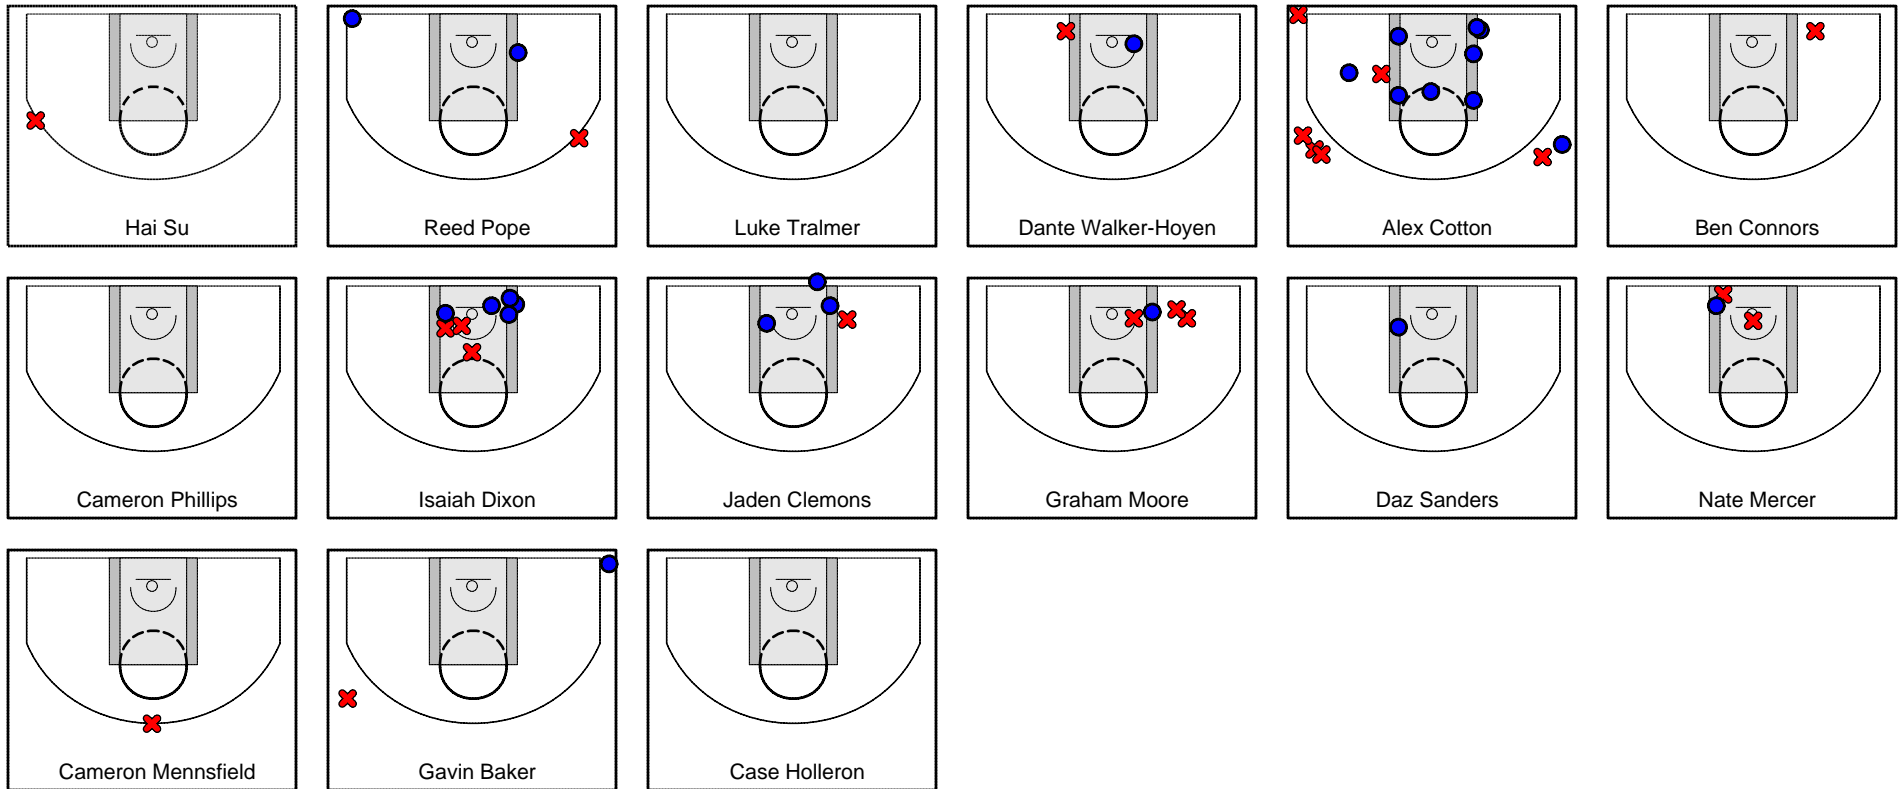 Hai Su
Reed Pope
Luke Tralmer
Dante Walker-Hoyen
Alex Cotton
Ben Connors
Cameron Phillips
Isaiah Dixon
Jaden Clemons
Graham Moore
Daz Sanders
Nate Mercer
Cameron Mennsfield
Gavin Baker
Case Holleron